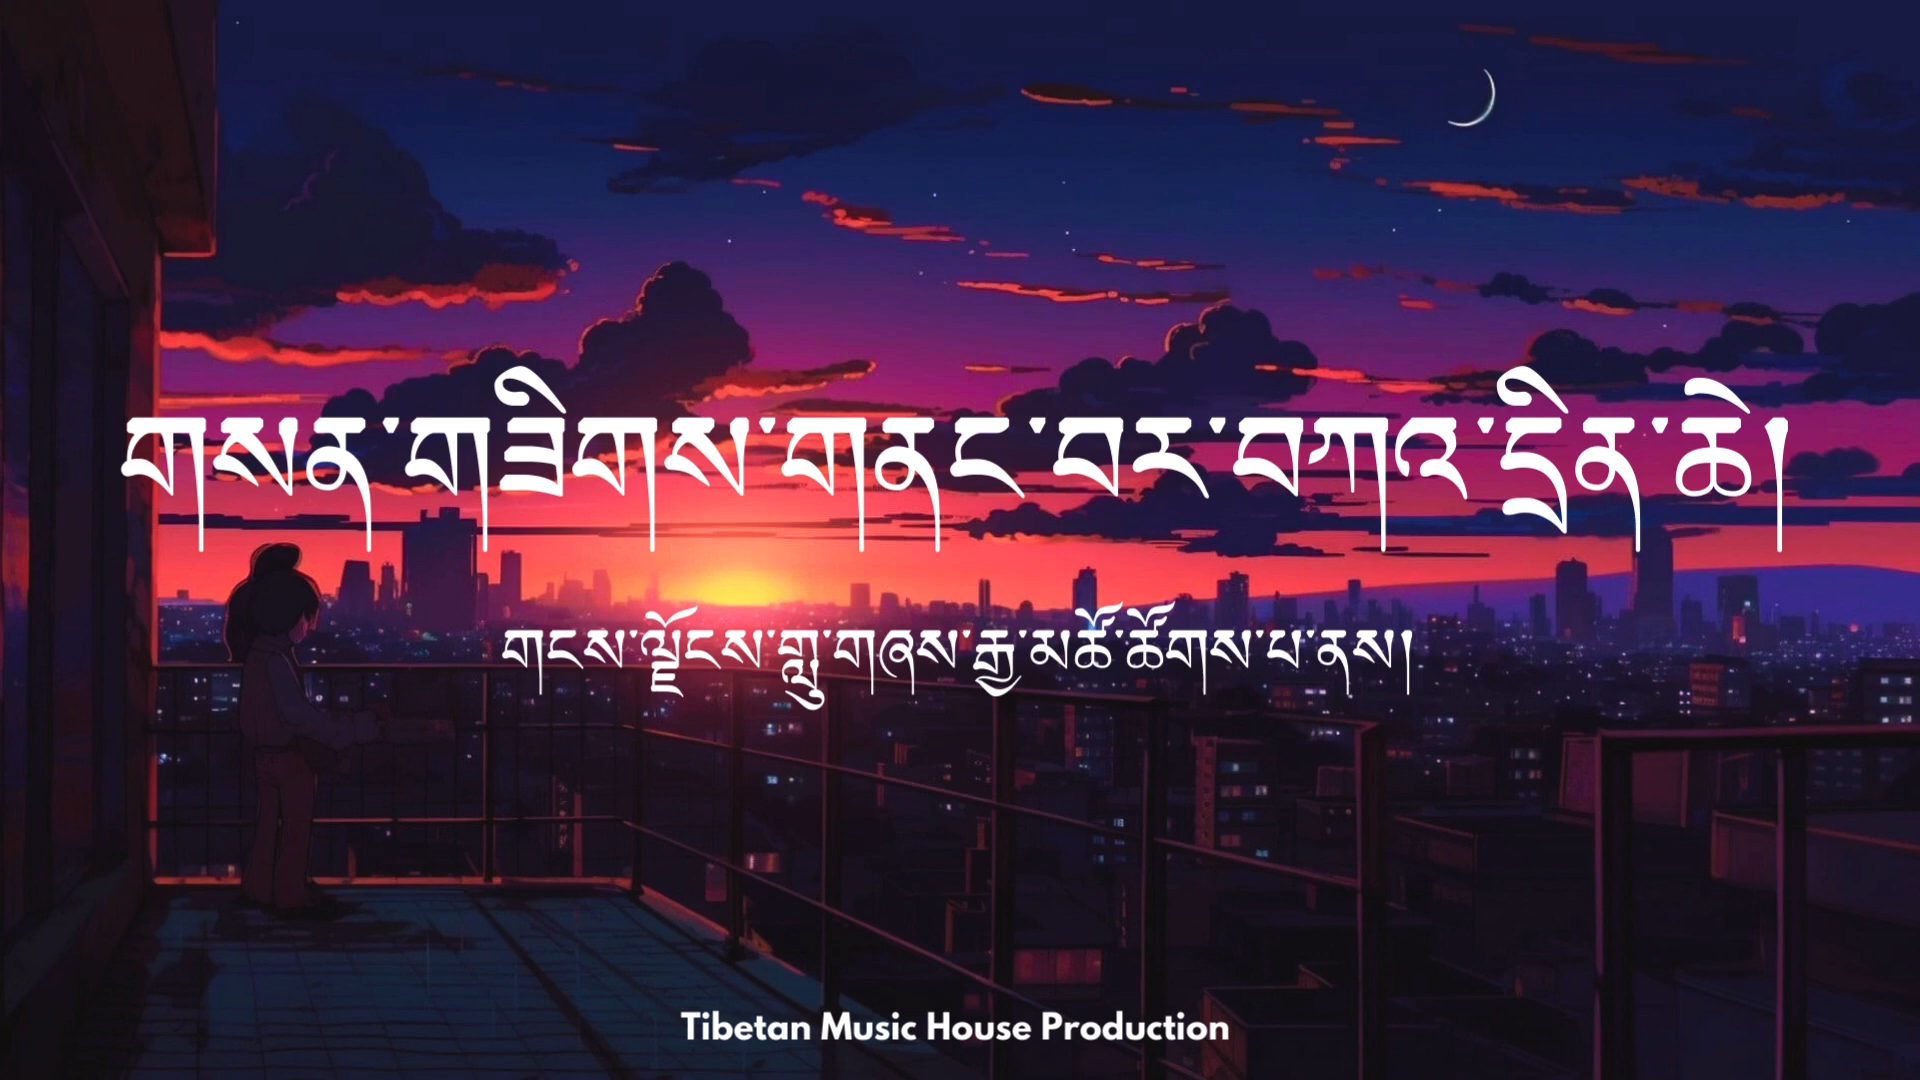 གསན་གཟིགས་གནང་བར་བཀའ་དྲིན་ཆེ།
གངས་ལྗོངས་གླུ་གཞས་རྒྱ་མཚོ་ཚོགས་པ་ནས།
Tibetan Music House Production